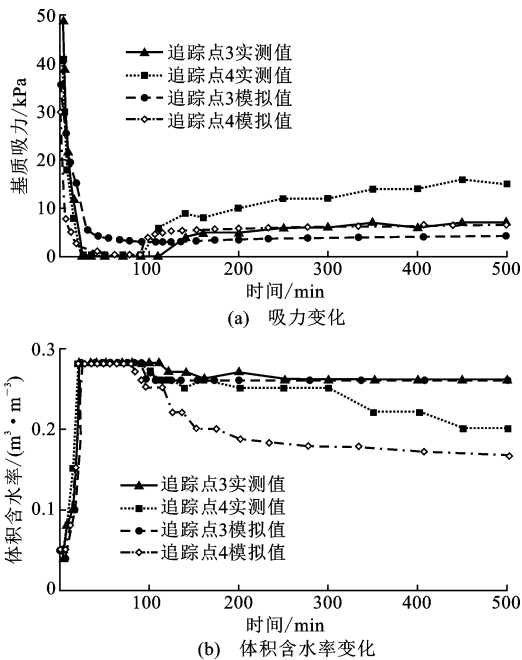 50
40
30
20
10
0
基质吸力/kPa
追踪点3实测值
追踪点4实测值
追踪点3模拟值
追踪点4模拟值
100 200 300 400 500
时间/min
(a) 吸力变化
0.3
0.2
0.1
0
体积含水率/(m³·m⁻³)
追踪点3实测值
追踪点4实测值
追踪点3模拟值
追踪点4模拟值
100 200 300 400 500
时间/min
(b) 体积含水率变化